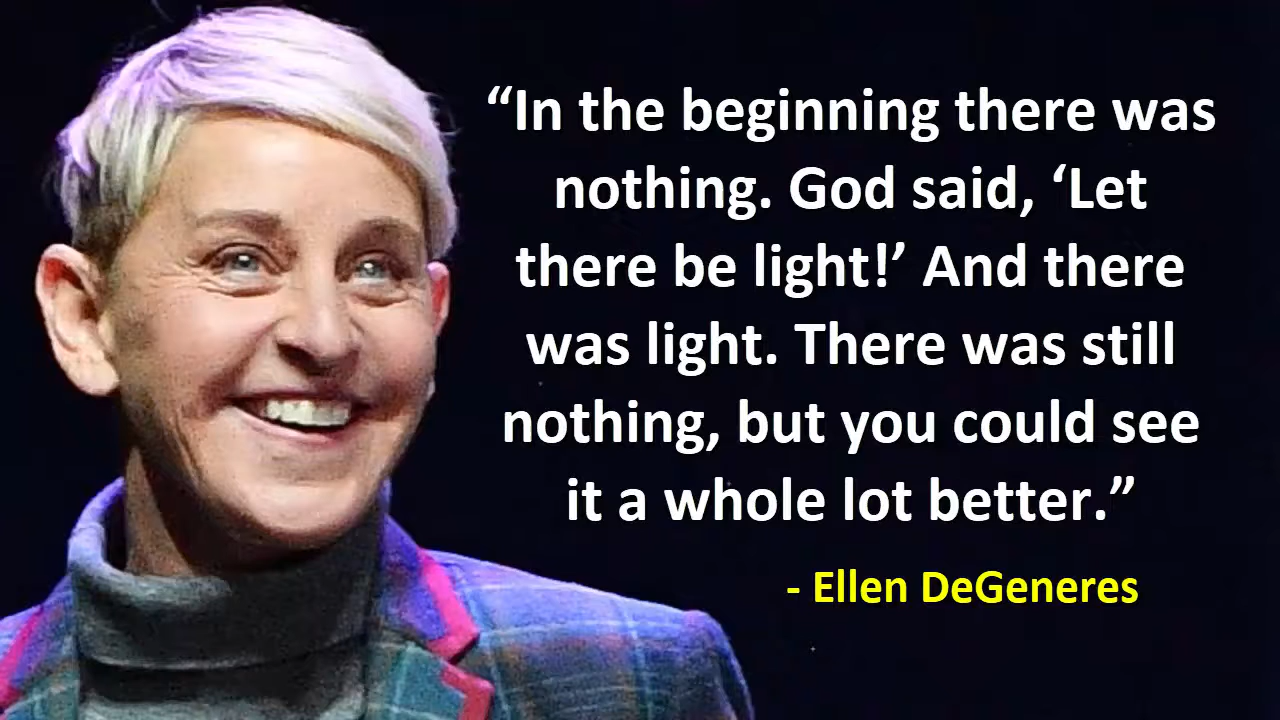 “In the beginning there was
nothing. God said, ‘Let
there be light!’ And there
was light. There was still
nothing, but you could see
it a whole lot better.”
- Ellen DeGeneres